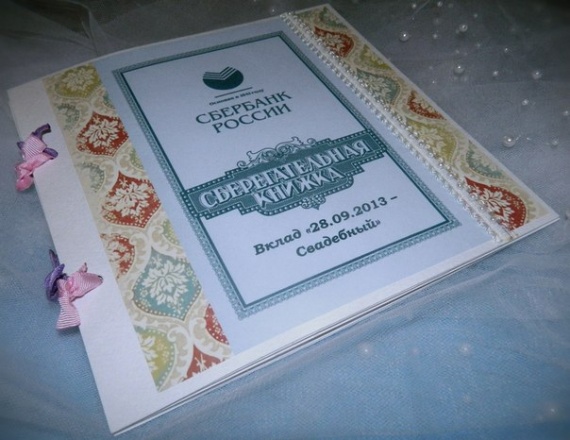 СБЕРБАНК
РОССИИ
СБЕРЕГАТЕЛЬНАЯ
КНИЖКА
Вклад «28.09.2013 –
Свадебный»